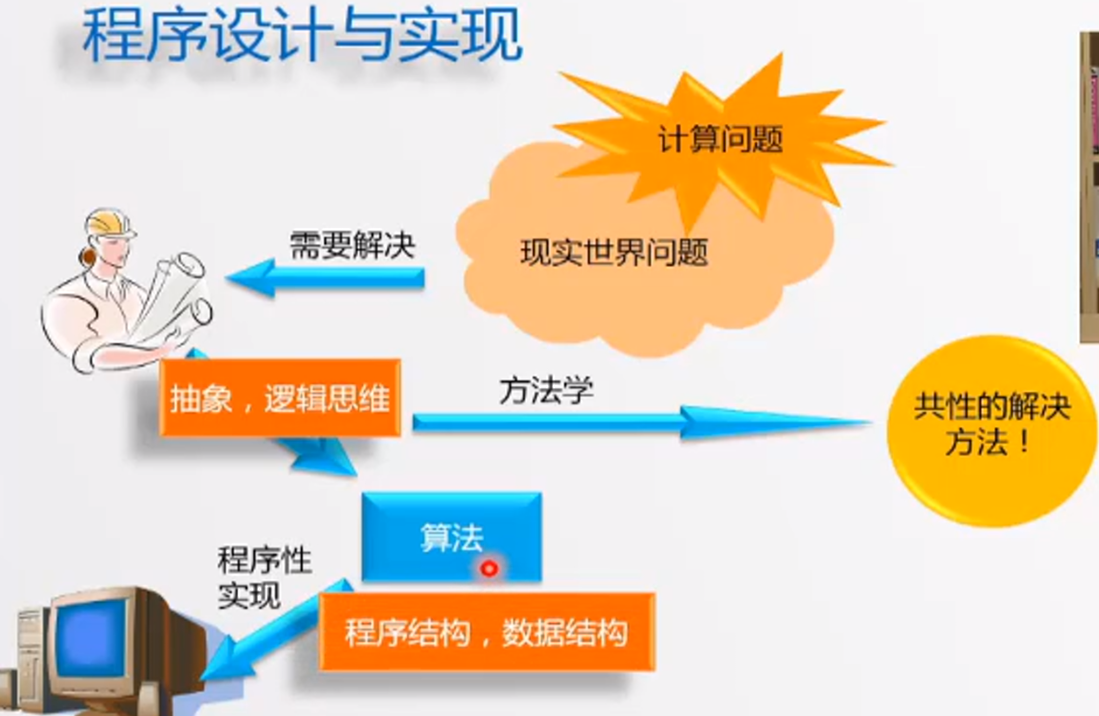 程序设计与实现
计算问题
需要解决
现实世界问题
抽象，逻辑思维
方法学
共性的解决
方法！
算法
程序性
实现
程序结构，数据结构